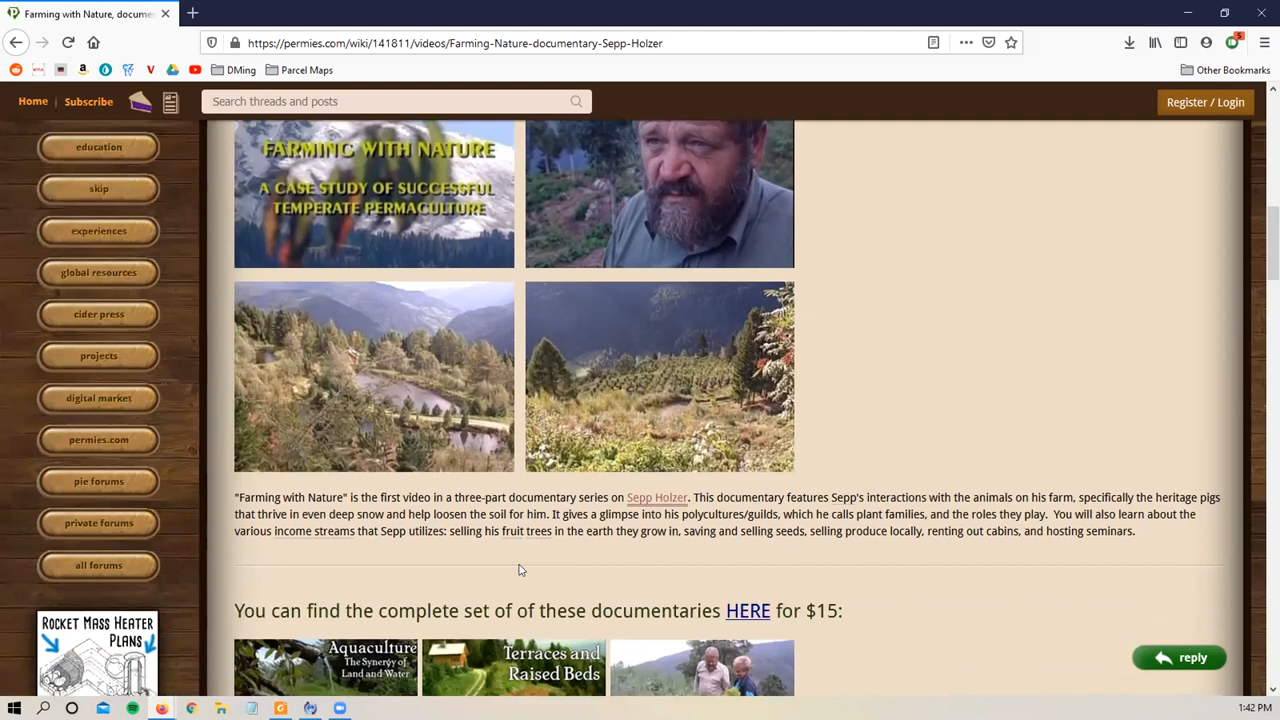 Farming with Nature, docume
https://permies.com/wiki/141811/videos/Farming-Nature-documentary-Sepp-Holzer
5
DMing
Parcel Maps
Other Bookmarks
Home
Subscribe
Search threads and posts
Register / Login
education
skip
experiences
global resources
cider press
projects
digital market
permies.com
pie forums
private forums
all forums
ROCKET MASS HEATER
PLANS
FARMING WITH NATURE
A CASE STUDY OF SUCCESSFUL
TEMPERATE PERMACULTURE
"Farming with Nature" is the first video in a three-part documentary series on Sepp Holzer. This documentary features Sepp's interactions with the animals on his farm, specifically the heritage pigs
that thrive in even deep snow and help loosen the soil for him. It gives a glimpse into his polycultures/guilds, which he calls plant families, and the roles they play. You will also learn about the
various income streams that Sepp utilizes: selling his fruit trees in the earth they grow in, saving and selling seeds, selling produce locally, renting out cabins, and hosting seminars.
You can find the complete set of of these documentaries HERE for $15:
Aquaculture
The Synergy of
Land and Water
Terraces and
Raised Beds
reply
1:42 PM